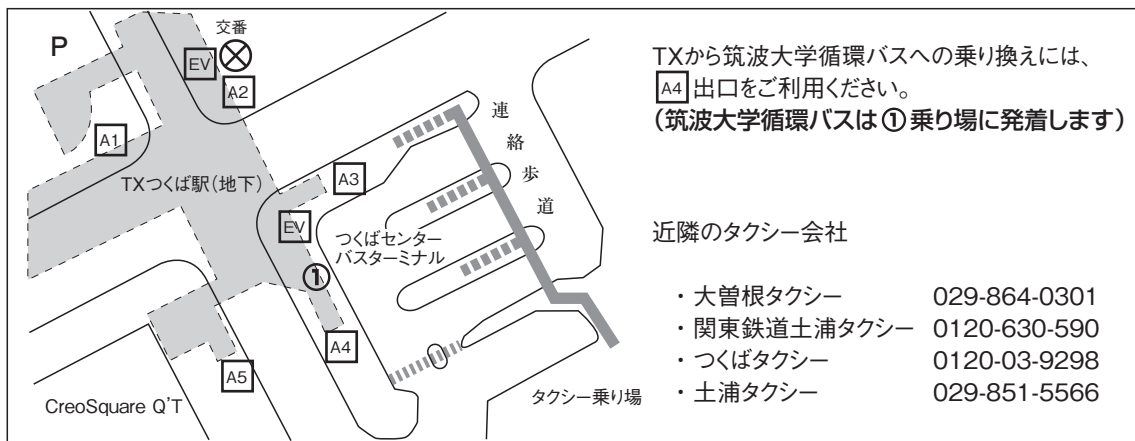 交番
P
EV
A2
A1
TXつくば駅(地下)
A3
EV
つくばセンター
バスターミナル
①
A4
A5
CreoSquare Q'T
連絡歩道
タクシー乗り場
TXから筑波大学循環バスへの乗り換えには、
A4 出口をご利用ください。
(筑波大学循環バスは①乗り場に発着します)
近隣のタクシー会社
・大曽根タクシー 029-864-0301
・関東鉄道土浦タクシー 0120-630-590
・つくばタクシー 0120-03-9298
・土浦タクシー 029-851-5566